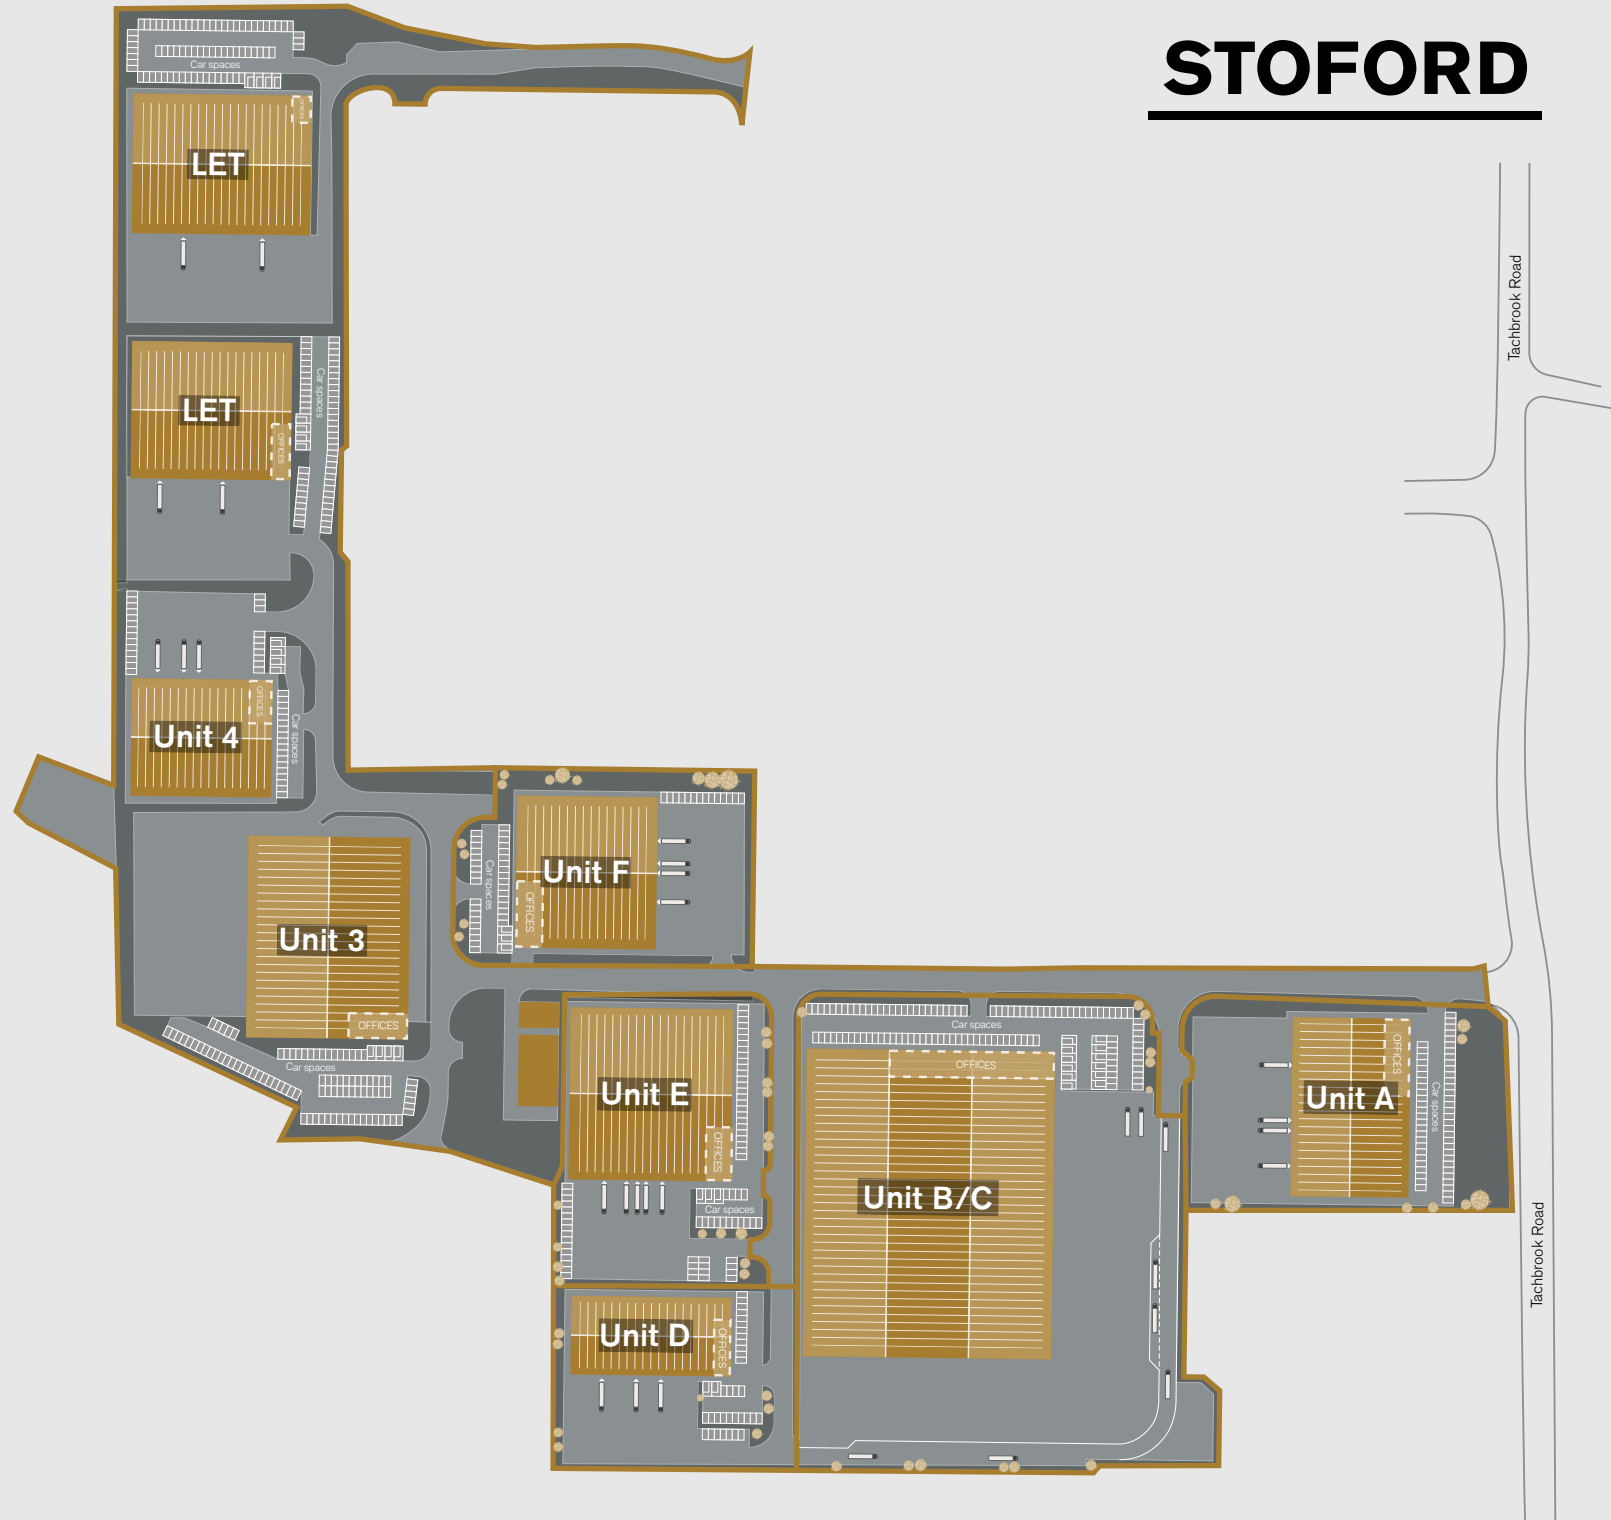 STOFORD
Car spaces
OFFICES
LET
Tachbrook Road
LET
Car spaces
OFFICES
OFFICES
Unit 4
Car spaces
Unit F
Car spaces
OFFICES
Unit 3
OFFICES
Car spaces
Unit E
OFFICES
Car spaces
Car spaces
OFFICES
Unit B/C
OFFICES
Unit A
Car spaces
Tachbrook Road
Unit D
OFFICES